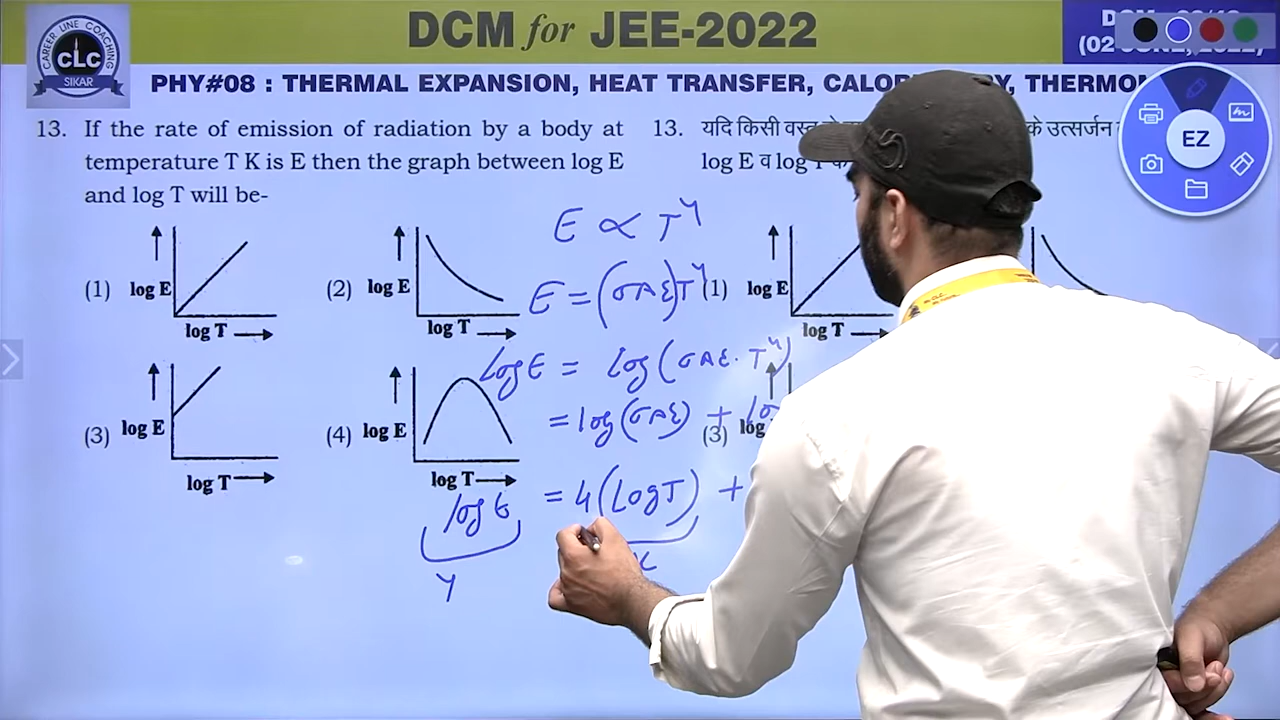 DCM for JEE-2022
(02 JUNE, 2022)
CAREER LINE COACHING
CLC
SIKAR
PHY#08 : THERMAL EXPANSION, HEAT TRANSFER,
EZ
13. If the rate of emission of radiation by a body at
temperature T K is E then the graph between log E
and log T will be-
13. यदि किसी
के उत्सर्जन
log E व log T
(1) log E
log T
(2) log E
log T
(3) log E
log T
(4) log E
log T
(1) log E
log T
(3) log
E ∝ T⁴
E = (σAε)T⁴
log E = log(σAε · T⁴)
= log(σAε) +
log E = 4(log T) +
y
x